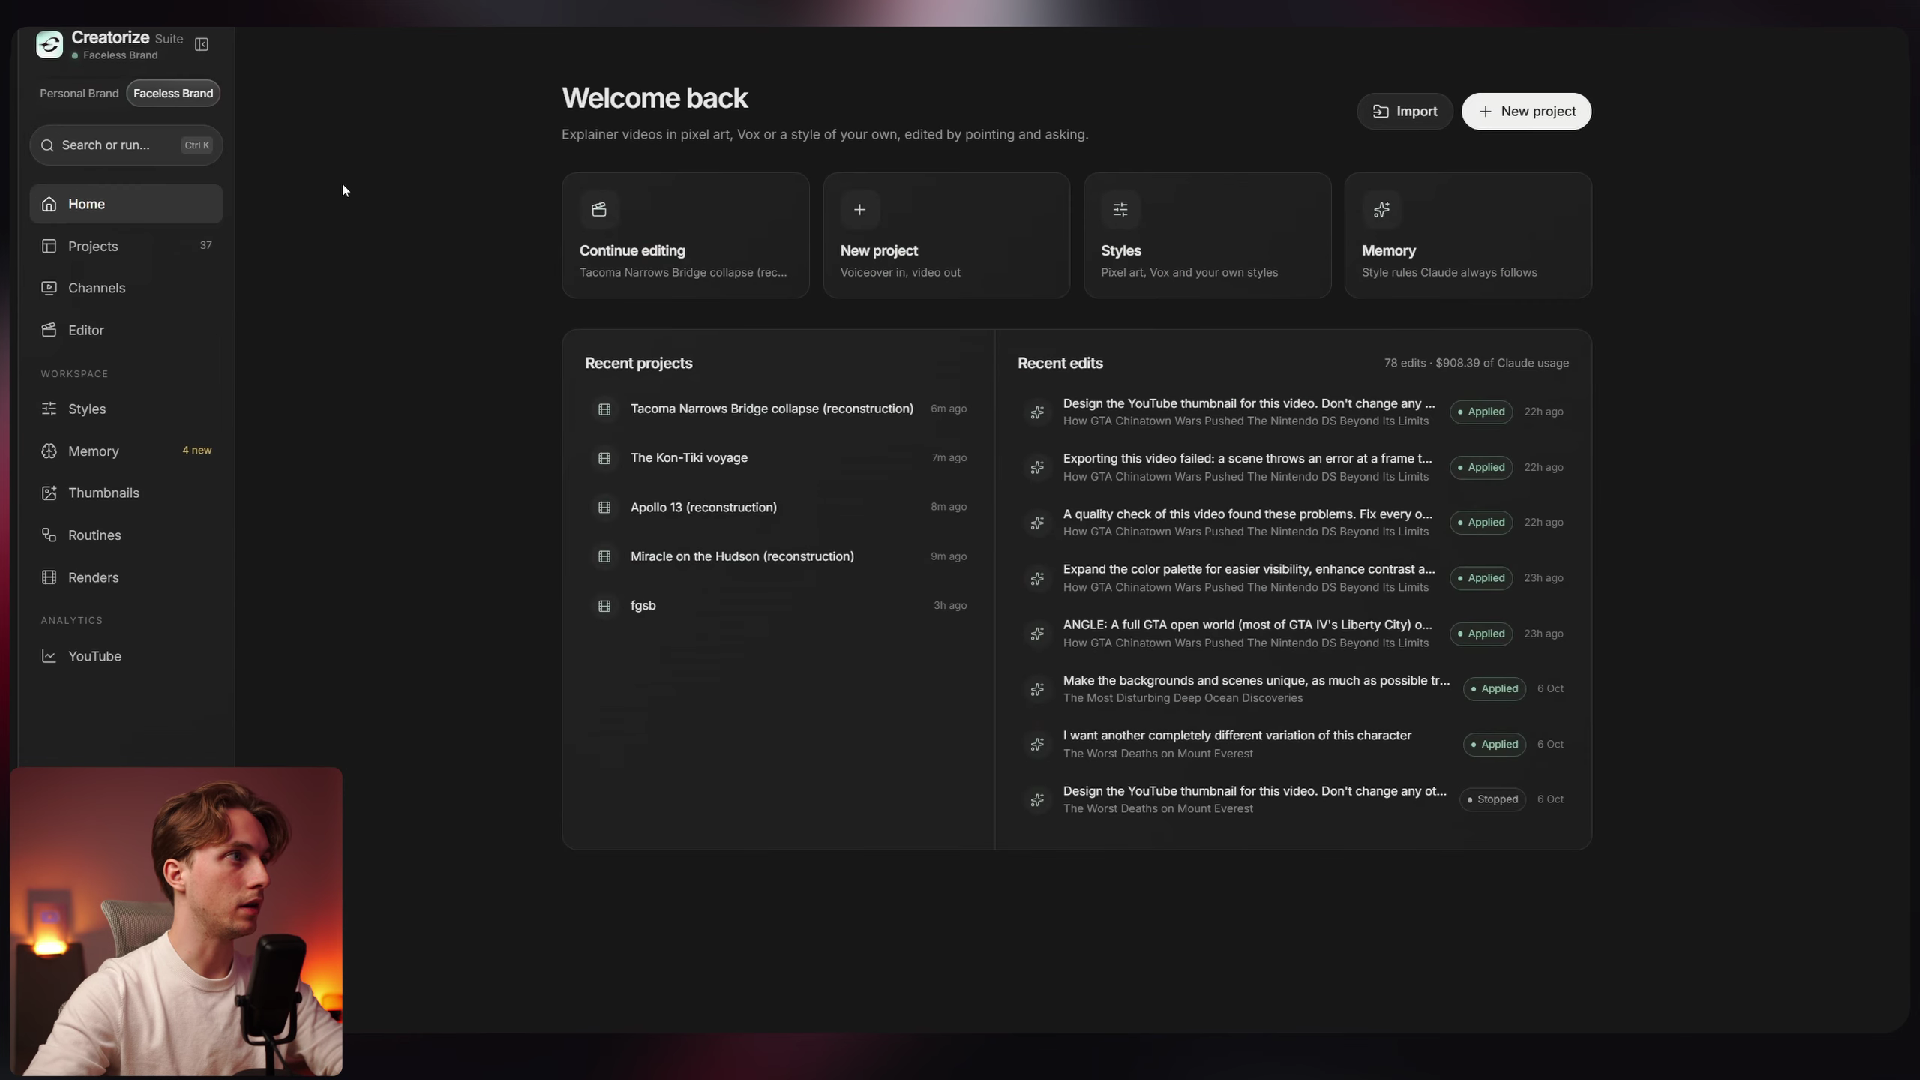 Creatorize Suite
Faceless Brand
Personal Brand
Faceless Brand
Search or run...
Ctrl K
Home
Projects
37
Channels
Editor
WORKSPACE
Styles
Memory
4 new
Thumbnails
Routines
Renders
ANALYTICS
YouTube
Welcome back
Explainer videos in pixel art, Vox or a style of your own, edited by pointing and asking.
Import
New project
Continue editing
Tacoma Narrows Bridge collapse (rec...
New project
Voiceover in, video out
Styles
Pixel art, Vox and your own styles
Memory
Style rules Claude always follows
Recent projects
Tacoma Narrows Bridge collapse (reconstruction) 6m ago
The Kon-Tiki voyage 7m ago
Apollo 13 (reconstruction) 8m ago
Miracle on the Hudson (reconstruction) 9m ago
fgsb 3h ago
Recent edits
78 edits · $908.39 of Claude usage
Design the YouTube thumbnail for this video. Don't change any ...
How GTA Chinatown Wars Pushed The Nintendo DS Beyond Its Limits
Applied 22h ago
Exporting this video failed: a scene throws an error at a frame t...
How GTA Chinatown Wars Pushed The Nintendo DS Beyond Its Limits
Applied 22h ago
A quality check of this video found these problems. Fix every o...
How GTA Chinatown Wars Pushed The Nintendo DS Beyond Its Limits
Applied 22h ago
Expand the color palette for easier visibility, enhance contrast a...
How GTA Chinatown Wars Pushed The Nintendo DS Beyond Its Limits
Applied 23h ago
ANGLE: A full GTA open world (most of GTA IV's Liberty City) o...
How GTA Chinatown Wars Pushed The Nintendo DS Beyond Its Limits
Applied 23h ago
Make the backgrounds and scenes unique, as much as possible tr...
The Most Disturbing Deep Ocean Discoveries
Applied 6 Oct
I want another completely different variation of this character
The Worst Deaths on Mount Everest
Applied 6 Oct
Design the YouTube thumbnail for this video. Don't change any ot...
The Worst Deaths on Mount Everest
Stopped 6 Oct